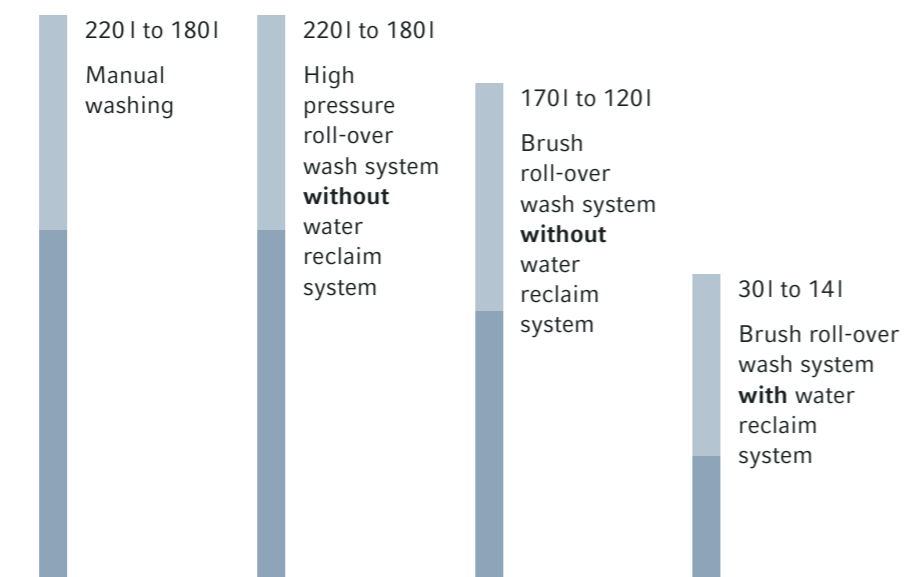 220 l to 180 l
Manual
washing
220 l to 180 l
High
pressure
roll-over
wash system
without
water
reclaim
system
170 l to 120 l
Brush
roll-over
wash system
without
water
reclaim
system
30 l to 14 l
Brush roll-over
wash system
with water
reclaim
system